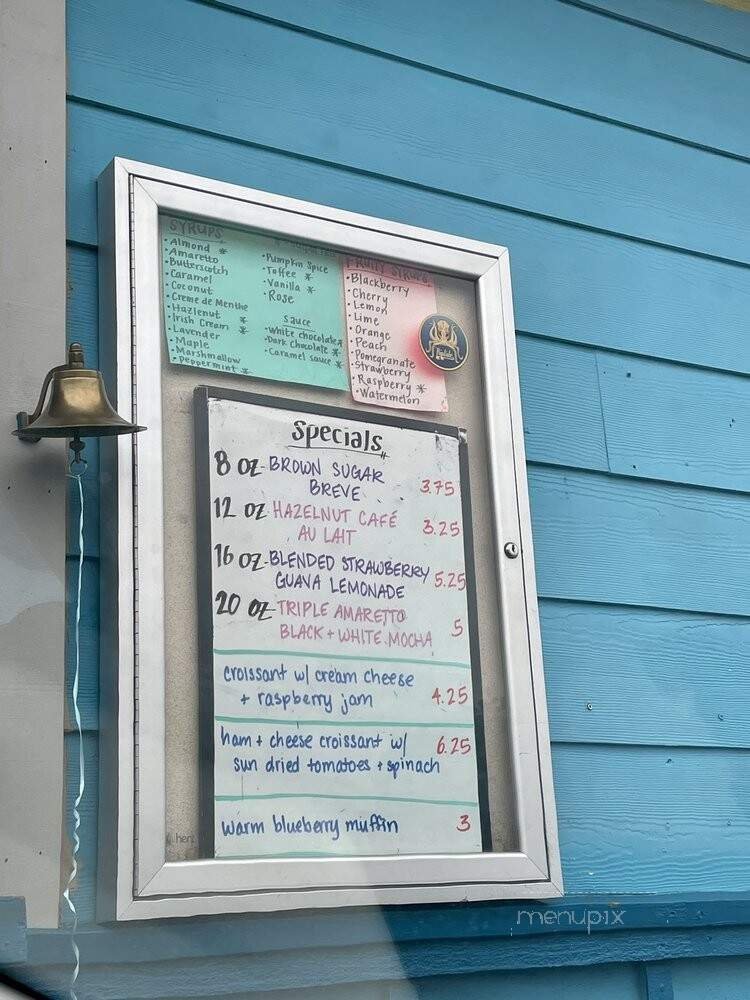 SYRUPS
• Almond *
• Amaretto
• Butterscotch
• Caramel
• Coconut
• Creme de Menthe
• Hazlenut *
• Irish Cream *
• Lavender
• Maple
• Marshmallow
• Peppermint *
• Pumpkin Spice
• Toffee *
• Vanilla *
• Rose
Sauce
• White chocolate *
• Dark Chocolate *
• Caramel sauce *
FRUITY SYRUPS
• Blackberry
• Cherry
• Lemon
• Lime
• Orange
• Peach
• Pomegranate
• Strawberry
• Raspberry *
• Watermelon
Specials
8 OZ - BROWN SUGAR
BREVE 3.75
12 OZ - HAZELNUT CAFÉ
AU LAIT 3.25
16 OZ - BLENDED STRAWBERRY
GUAVA LEMONADE 5.25
20 OZ - TRIPLE AMARETTO
BLACK + WHITE MOCHA 5
croissant w/ cream cheese
+ raspberry jam 4.25
ham + cheese croissant w/ 6.25
sun dried tomatoes + spinach
warm blueberry muffin 3
menupix